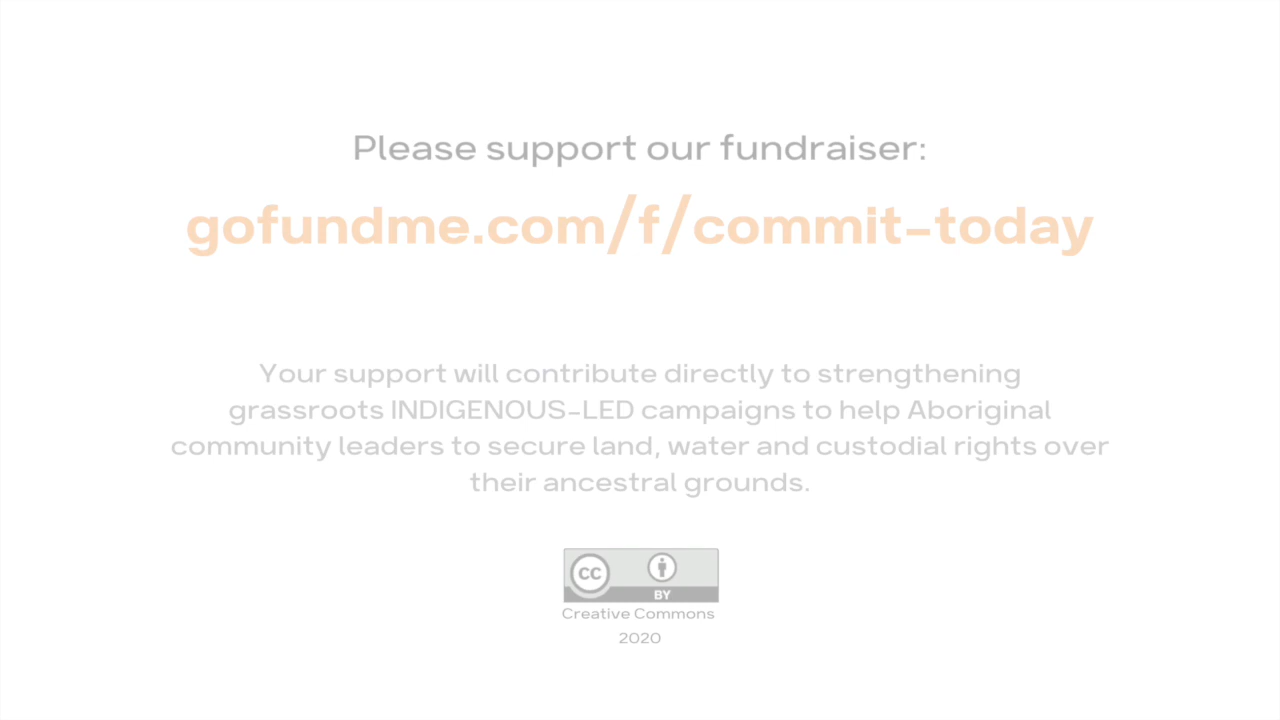 Please support our fundraiser:
gofundme.com/f/commit-today
Your support will contribute directly to strengthening
grassroots INDIGENOUS-LED campaigns to help Aboriginal
community leaders to secure land, water and custodial rights over
their ancestral grounds.
CC
BY
Creative Commons
2020